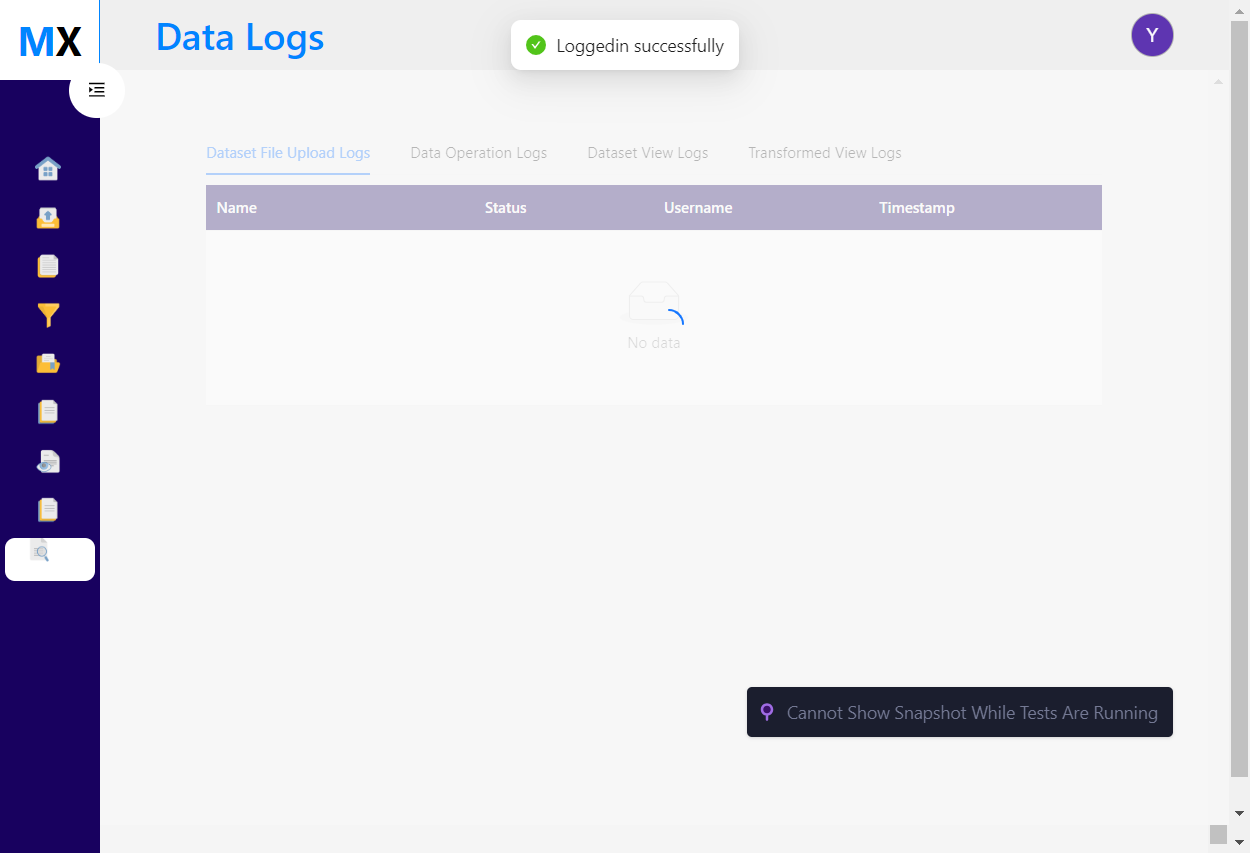 MX
Data Logs
Loggedin successfully
Y
Dataset File Upload Logs
Data Operation Logs
Dataset View Logs
Transformed View Logs
Name
Status
Username
Timestamp
No data
Cannot Show Snapshot While Tests Are Running